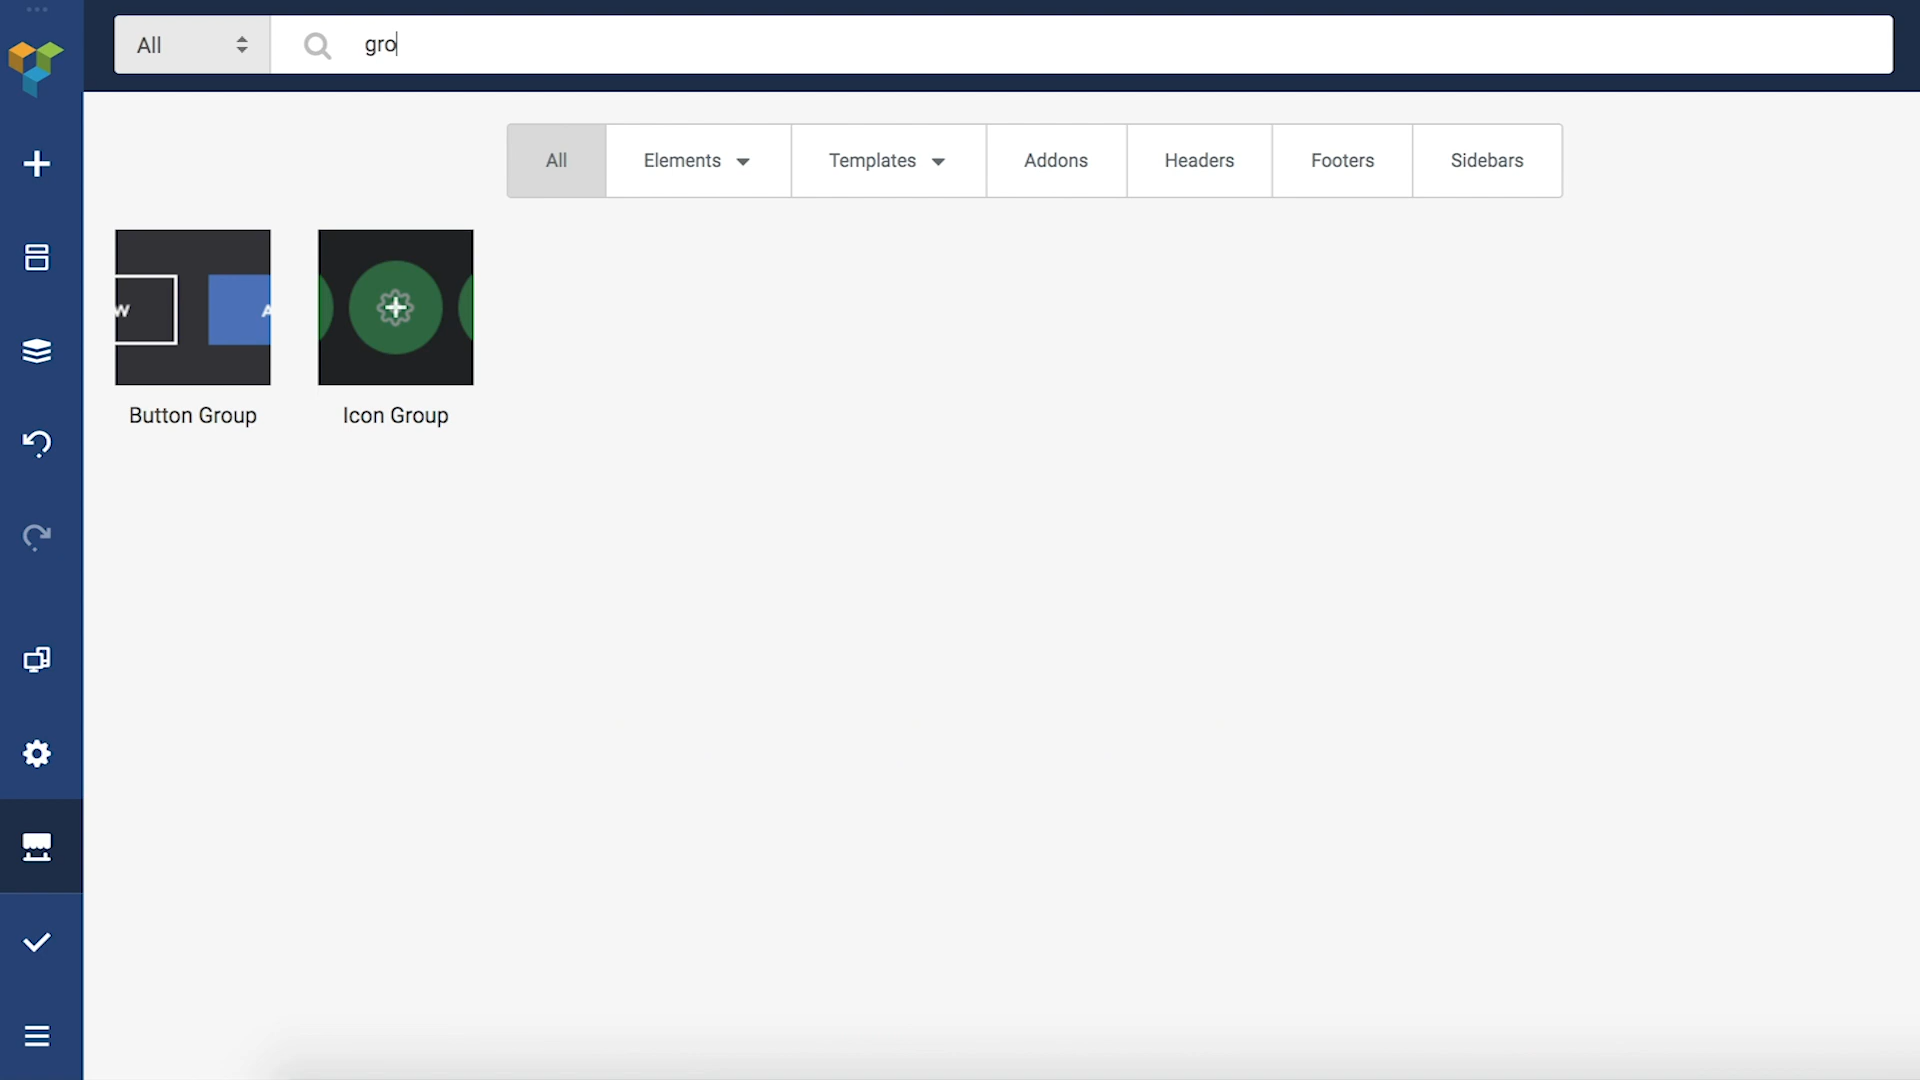 All
gro
All Elements Templates Addons Headers Footers Sidebars
W A
Button Group Icon Group